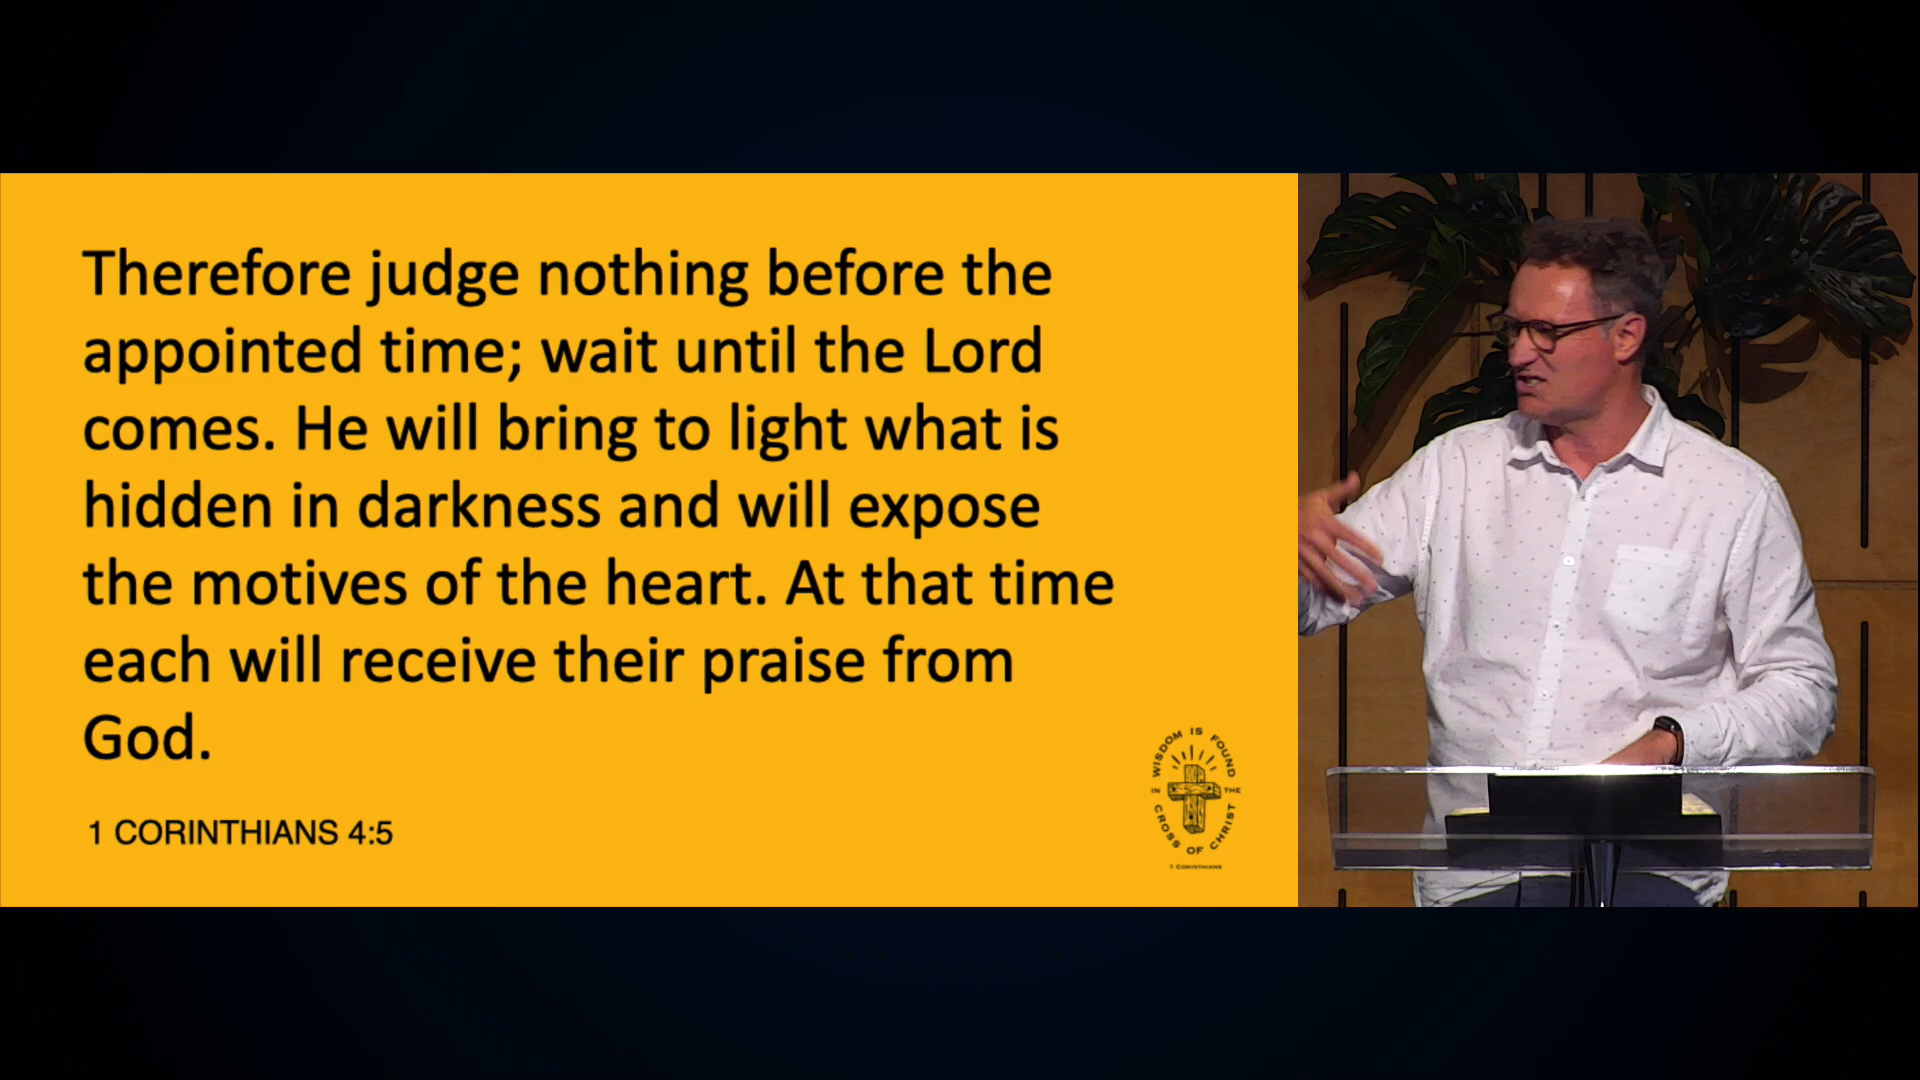 Therefore judge nothing before the
appointed time; wait until the Lord
comes. He will bring to light what is
hidden in darkness and will expose
the motives of the heart. At that time
each will receive their praise from
God.
1 CORINTHIANS 4:5
WISDOM IS FOUND
IN THE
CROSS OF CHRIST
1 CORINTHIANS